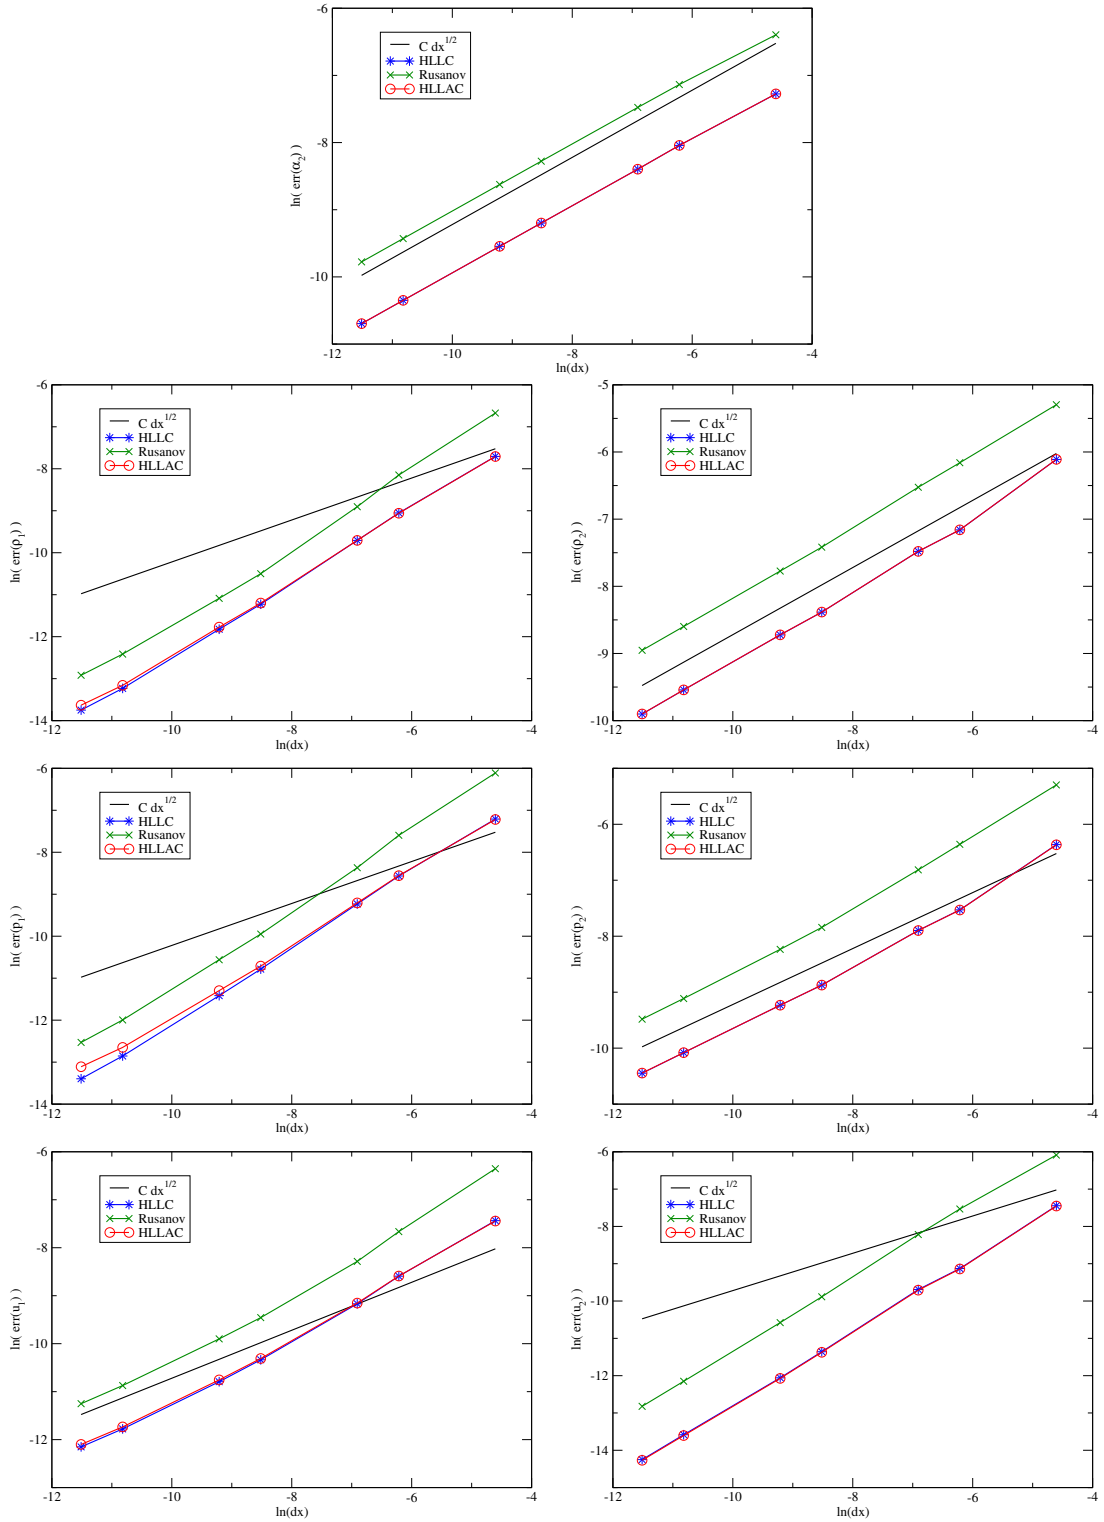 -6
C dx^1/2
HLLC
Rusanov
HLLAC
-8
ln( err(α_2) )
-10
-12
-10
-8
-6
-4
ln(dx)
-6
C dx^1/2
HLLC
Rusanov
HLLAC
-8
ln( err(ρ_1) )
-10
-12
-14
-12
-10
-8
-6
-4
ln(dx)
-5
C dx^1/2
HLLC
Rusanov
HLLAC
-6
-7
ln( err(ρ_2) )
-8
-9
-10
-12
-10
-8
-6
-4
ln(dx)
-6
C dx^1/2
HLLC
Rusanov
HLLAC
-8
ln( err(p_1) )
-10
-12
-14
-12
-10
-8
-6
-4
ln(dx)
C dx^1/2
HLLC
Rusanov
HLLAC
-6
-8
ln( err(p_2) )
-10
-12
-10
-8
-6
-4
ln(dx)
-6
C dx^1/2
HLLC
Rusanov
HLLAC
-8
ln( err(u_1) )
-10
-12
-12
-10
-8
-6
-4
ln(dx)
-6
C dx^1/2
HLLC
Rusanov
HLLAC
-8
-10
ln( err(u_2) )
-12
-14
-12
-10
-8
-6
-4
ln(dx)